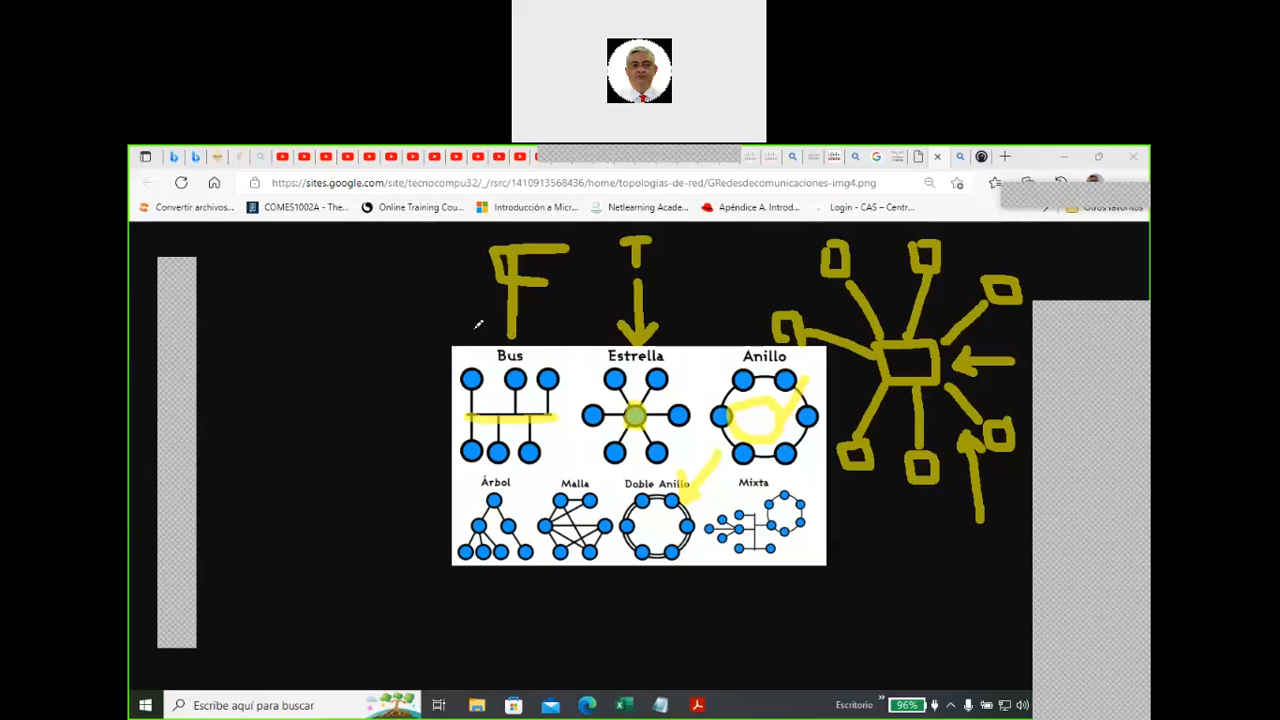 https://sites.google.com/site/tecnocompu32/_/rsrc/1410913568436/home/topologias-de-red/GRedesdecomunicaciones-img4.png
Convertir archivos... COMES1002A - The... Online Training Cou... Introducción a Micr... Netlearning Acade... Apéndice A. Introd... Login - CAS – Centr... Otros favoritos
F T
Bus Estrella Anillo
Árbol Malla Doble Anillo Mixta
Escribe aquí para buscar Escritorio 96%